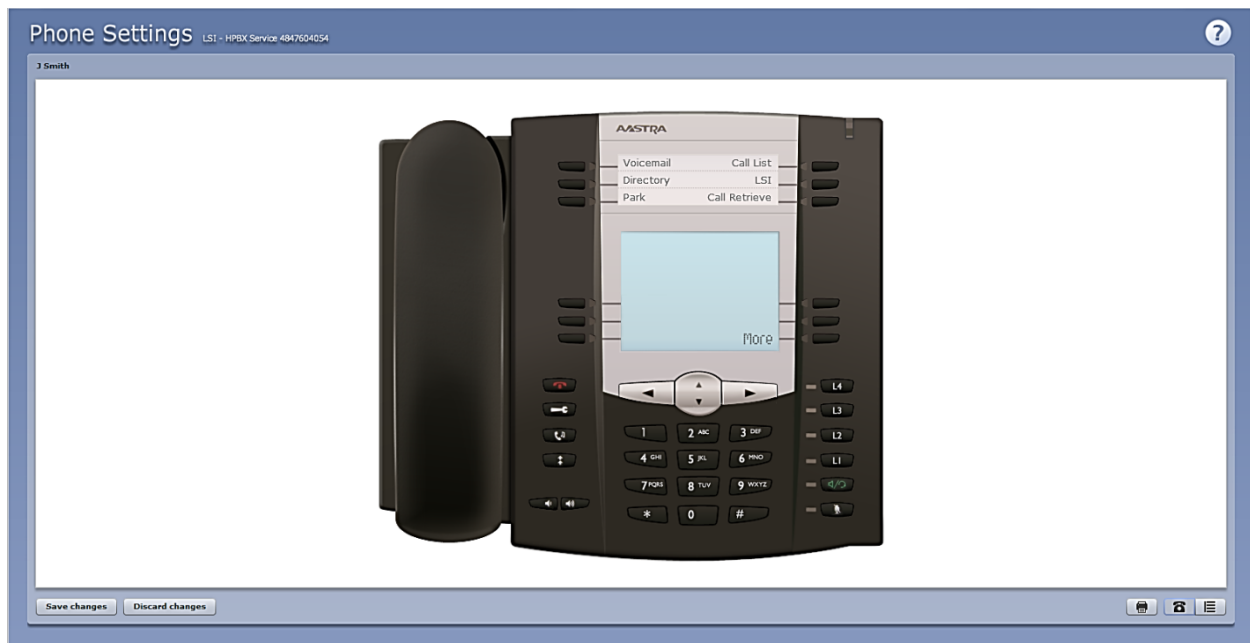 Phone Settings LSI - HPBX Service 4847604054
?
J Smith
AASTRA
Voicemail Call List
Directory LSI
Park Call Retrieve
More
L4
L3
1 2 ABC 3 DEF L2
4 GHI 5 JKL 6 MNO L1
7 PQRS 8 TUV 9 WXYZ
* 0 #
Save changes Discard changes